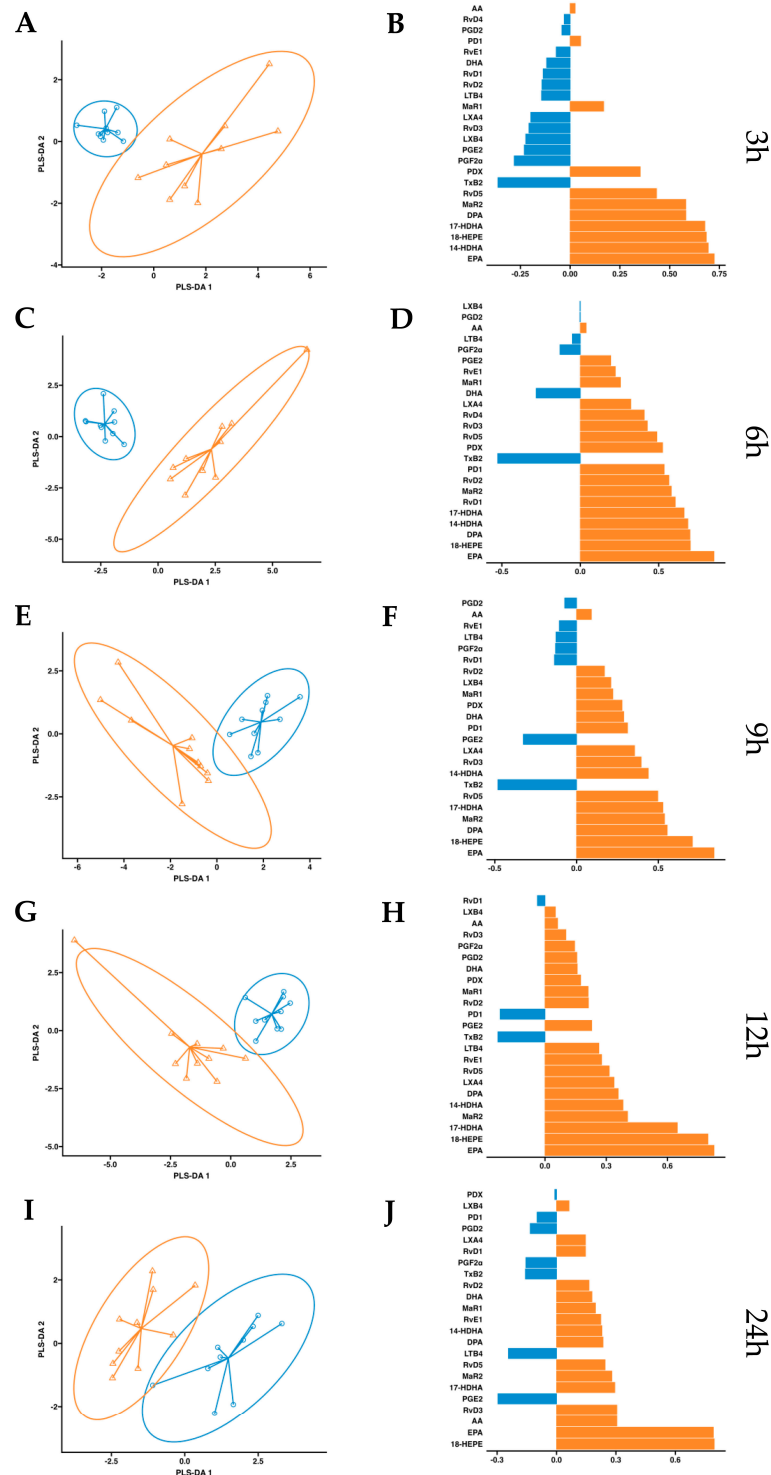 A
2
0
-2
-4
PLS-DA 2
-2 0 2 4 6
PLS-DA 1
B
AA
RvD4
PGD2
PD1
RvE1
DHA
RvD1
RvD2
LTB4
MaR1
LXA4
RvD3
LXB4
PGE2
PGF2α
PDX
TxB2
RvD5
MaR2
DPA
17-HDHA
18-HEPE
14-HDHA
EPA
-0.25 0.00 0.25 0.50 0.75
3h
C
2.5
0.0
-2.5
-5.0
PLS-DA 2
-2.5 0.0 2.5 5.0
PLS-DA 1
D
LXB4
PGD2
AA
LTB4
PGF2α
PGE2
RvE1
MaR1
DHA
LXA4
RvD4
RvD3
RvD5
PDX
TxB2
PD1
RvD2
MaR2
RvD1
17-HDHA
14-HDHA
DPA
18-HEPE
EPA
-0.5 0.0 0.5
6h
E
2.5
0.0
-2.5
PLS-DA 2
-6 -4 -2 0 2 4
PLS-DA 1
F
PGD2
AA
RvE1
LTB4
PGF2α
RvD1
RvD2
LXB4
MaR1
PDX
DHA
PD1
PGE2
LXA4
RvD3
14-HDHA
TxB2
RvD5
17-HDHA
MaR2
DPA
18-HEPE
EPA
-0.5 0.0 0.5
9h
G
2.5
0.0
-2.5
-5.0
PLS-DA 2
-5.0 -2.5 0.0 2.5
PLS-DA 1
H
RvD1
LXB4
AA
RvD3
PGF2α
PGD2
DHA
PDX
MaR1
RvD2
PD1
PGE2
TxB2
LTB4
RvE1
RvD5
LXA4
DPA
14-HDHA
MaR2
17-HDHA
18-HEPE
EPA
0.0 0.3 0.6
12h
I
2
0
-2
PLS-DA 2
-2.5 0.0 2.5
PLS-DA 1
J
PDX
LXB4
PD1
PGD2
LXA4
RvD1
PGF2α
TxB2
RvD2
DHA
MaR1
RvE1
14-HDHA
DPA
LTB4
RvD5
MaR2
17-HDHA
PGE2
RvD3
AA
EPA
18-HEPE
-0.3 0.0 0.3 0.6
24h